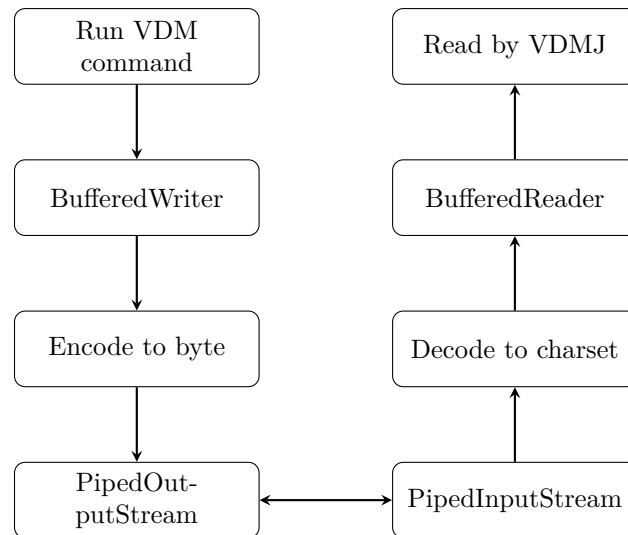 Run VDM
command
BufferedWriter
Encode to byte
PipedOut-
putStream
Read by VDMJ
BufferedReader
Decode to charset
PipedInputStream